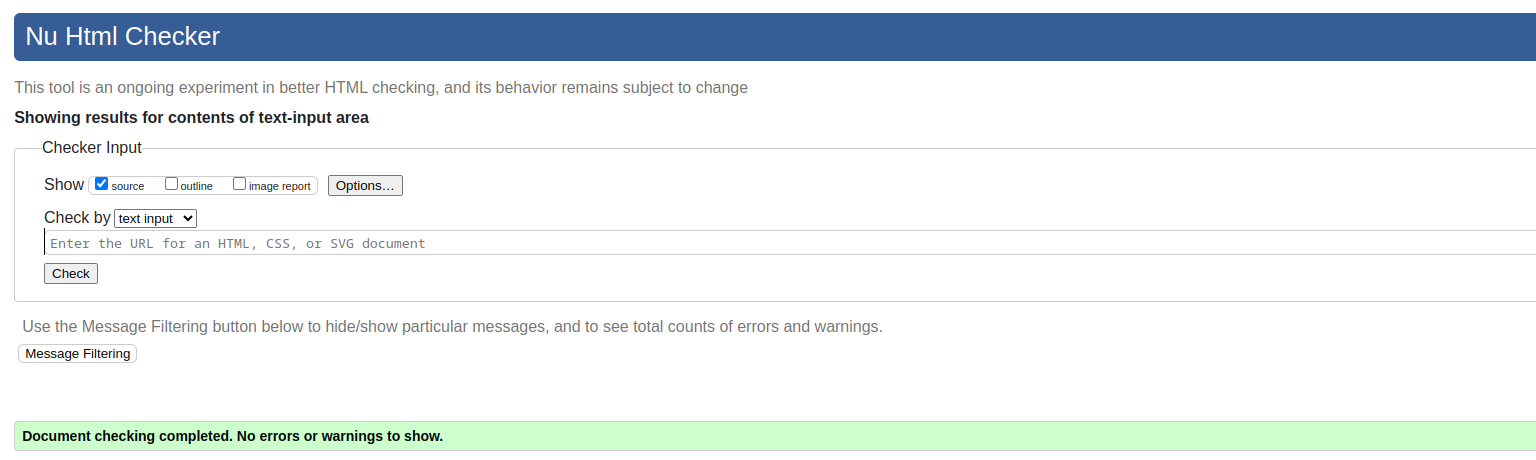 Nu Html Checker
This tool is an ongoing experiment in better HTML checking, and its behavior remains subject to change
Showing results for contents of text-input area
Checker Input
Show source outline image report Options...
Check by text input
Enter the URL for an HTML, CSS, or SVG document
Check
Use the Message Filtering button below to hide/show particular messages, and to see total counts of errors and warnings.
Message Filtering
Document checking completed. No errors or warnings to show.